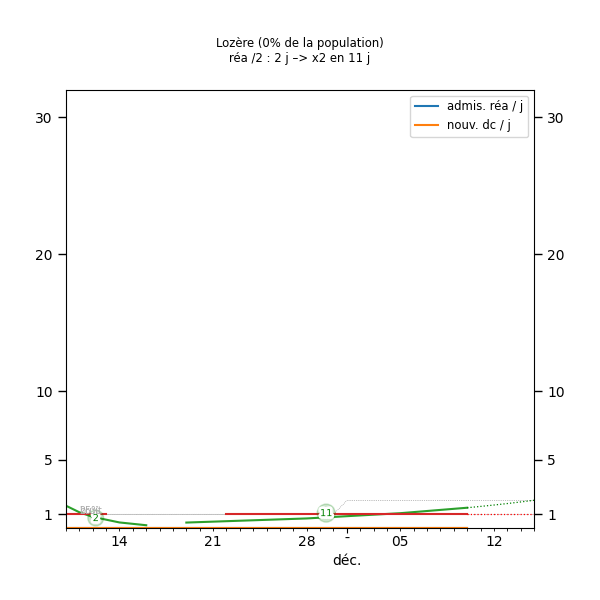 Lozère (0% de la population)
réa /2 : 2 j –> x2 en 11 j
admis. réa / j
nouv. dc / j
30 30
20 20
10 10
5 5
1 1
2 11
14 21 28 - 05 12
déc.